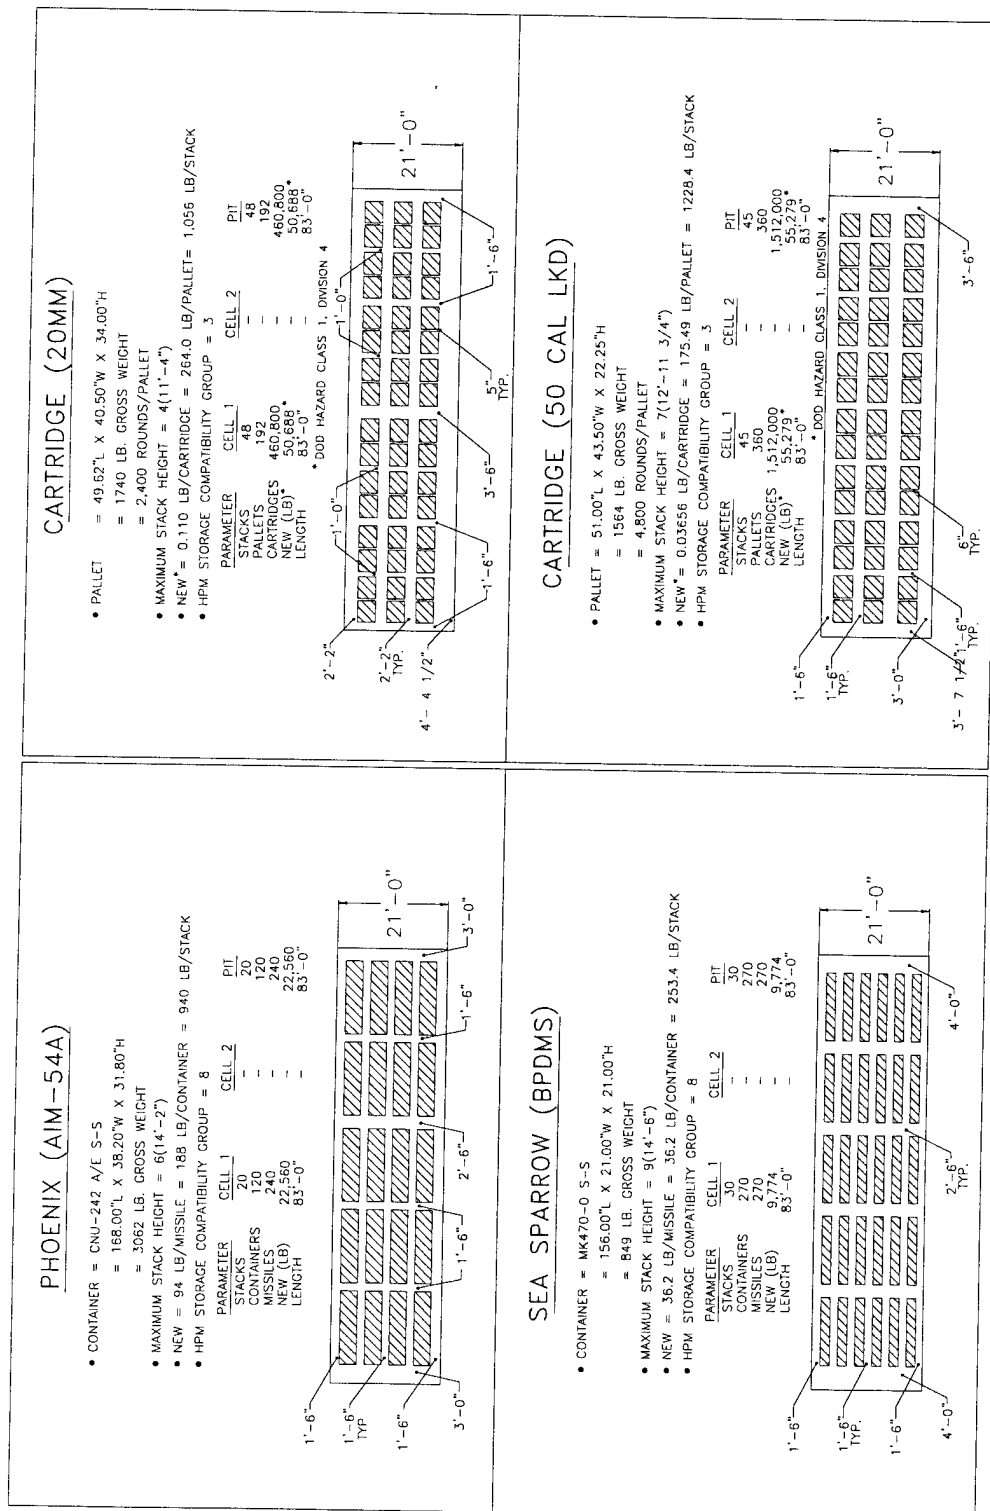 PHOENIX (AIM-54A)
• CONTAINER = CNU-242 A/E S-S
= 168.00"L X 38.20"W X 31.80"H
= 3062 LB. GROSS WEIGHT
• MAXIMUM STACK HEIGHT = 6(14'-2")
• NEW = 94 LB/MISSILE = 188 LB/CONTAINER = 940 LB/STACK
• HPM STORAGE COMPATIBILITY GROUP = 8
PARAMETER CELL 1 CELL 2 PIT
STACKS 20 - 20
CONTAINERS 120 - 120
MISSILES 240 - 240
NEW (LB) 22,560 - 22,560
LENGTH 83'-0" - 83'-0"
1'-6"
1'-6"
TYP
1'-6"
3'-0"
1'-6"
1'-6"
2'-6"
1'-6"
3'-0"
21'-0"
CARTRIDGE (20MM)
• PALLET = 49.62"L X 40.50"W X 34.00"H
= 1740 LB. GROSS WEIGHT
= 2,400 ROUNDS/PALLET
• MAXIMUM STACK HEIGHT = 4(11'-4")
• NEW* = 0.110 LB/CARTRIDGE = 264.0 LB/PALLET= 1,056 LB/STACK
• HPM STORAGE COMPATIBILITY GROUP = 3
PARAMETER CELL 1 CELL 2 PIT
STACKS 48 - 48
PALLETS 192 - 192
CARTRIDGES 460,800 - 460,800
NEW (LB)* 50,688* - 50,688*
LENGTH 83'-0" - 83'-0"
* DOD HAZARD CLASS 1, DIVISION 4
2'-2"
2'-2"
TYP.
4'- 4 1/2"
1'-0"
1'-0"
1'-6"
3'-6"
5"
TYP.
1'-6"
1'-6"
21'-0"
SEA SPARROW (BPDMS)
• CONTAINER = MK470-0 S-S
= 156.00"L X 21.00"W X 21.00"H
= 849 LB. GROSS WEIGHT
• MAXIMUM STACK HEIGHT = 9(14'-6")
• NEW = 36.2 LB/MISSILE = 36.2 LB/CONTAINER = 253.4 LB/STACK
• HPM STORAGE COMPATIBILITY GROUP = 8
PARAMETER CELL 1 CELL 2 PIT
STACKS 30 - 30
CONTAINERS 270 - 270
MISSILES 270 - 270
NEW (LB) 9,774 - 9,774
LENGTH 83'-0" - 83'-0"
1'-6"
1'-6"
TYP.
1'-6"
4'-0"
2'-6"
TYP.
4'-0"
21'-0"
CARTRIDGE (50 CAL LKD)
• PALLET = 51.00"L X 43.50"W X 22.25"H
= 1564 LB. GROSS WEIGHT
= 4,800 ROUNDS/PALLET
• MAXIMUM STACK HEIGHT = 7(12'-11 3/4")
• NEW* = 0.03656 LB/CARTRIDGE = 175.49 LB/PALLET = 1228.4 LB/STACK
• HPM STORAGE COMPATIBILITY GROUP = 3
PARAMETER CELL 1 CELL 2 PIT
STACKS 45 - 45
PALLETS 360 - 360
CARTRIDGES 1,512,000 - 1,512,000
NEW (LB)* 55,279* - 55,279*
LENGTH 83'-0" - 83'-0"
* DOD HAZARD CLASS 1, DIVISION 4
1'-6"
1'-6"
TYP.
3'-0"
3'- 7 1/2"
1'-6"
TYP.
6"
TYP.
3'-6"
21'-0"